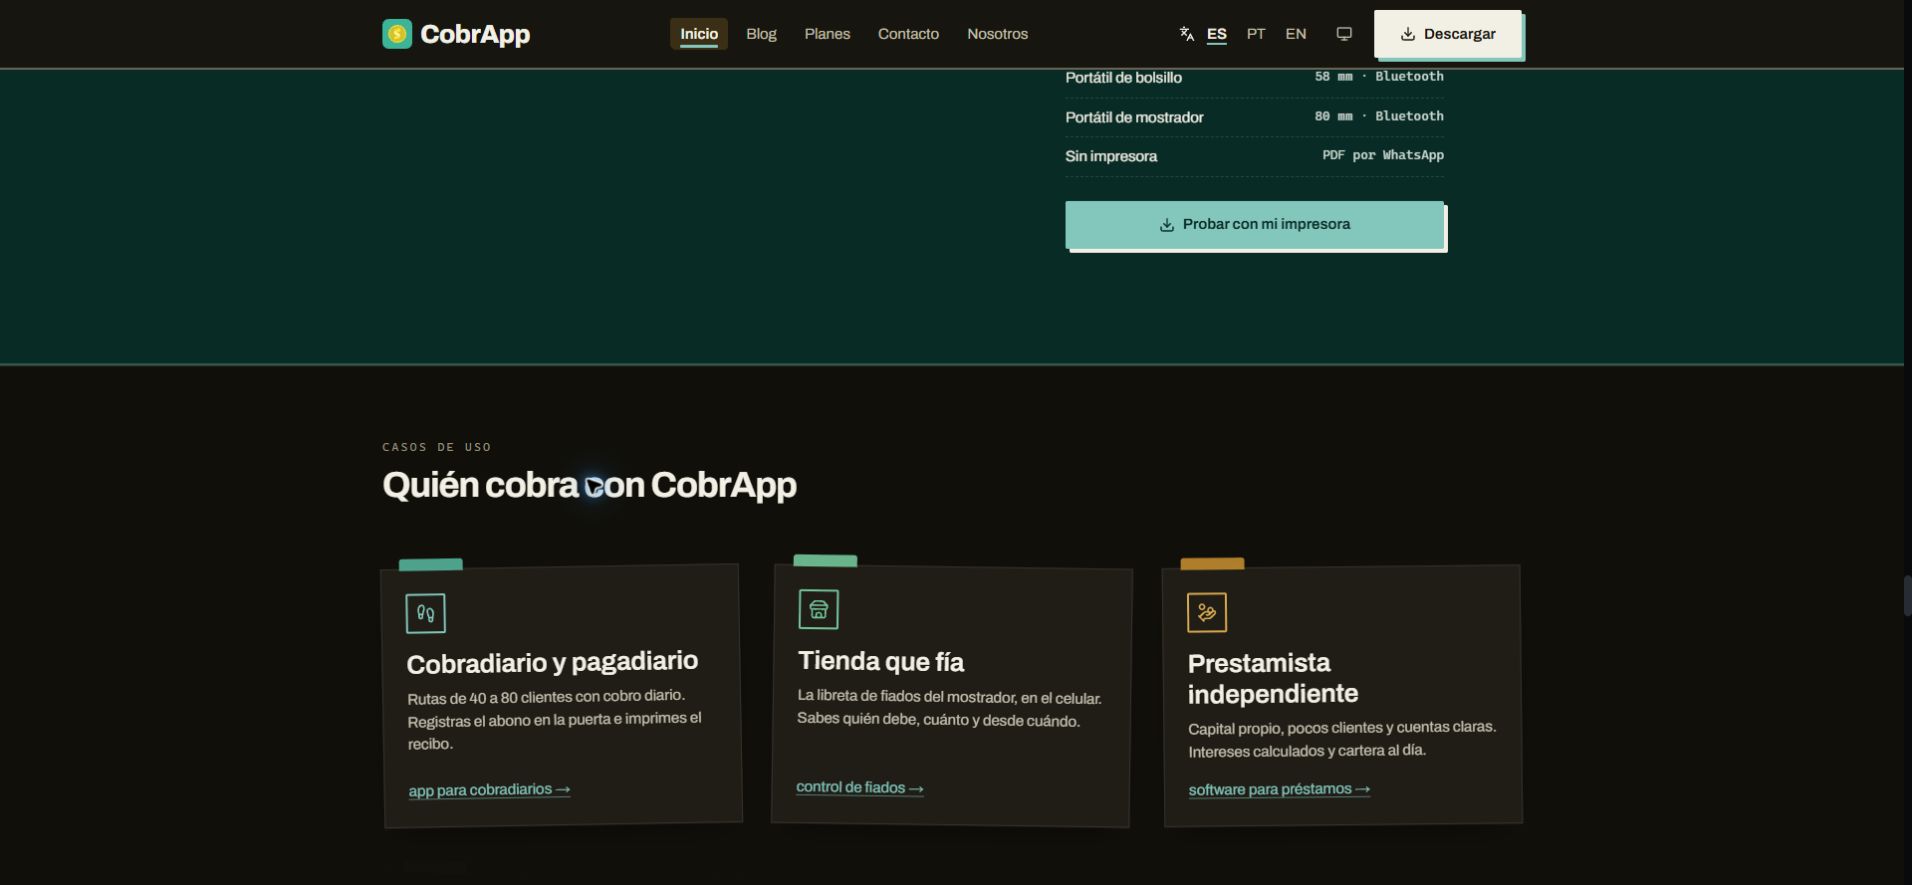 CobrApp
Inicio
Blog
Planes
Contacto
Nosotros
ES
PT
EN
Descargar
Portátil de bolsillo
58 mm · Bluetooth
Portátil de mostrador
80 mm · Bluetooth
Sin impresora
PDF por WhatsApp
Probar con mi impresora
CASOS DE USO
Quién cobra con CobrApp
Cobradiario y pagadiario
Rutas de 40 a 80 clientes con cobro diario.
Registras el abono en la puerta e imprimes el
recibo.
app para cobradiarios →
Tienda que fía
La libreta de fiados del mostrador, en el celular.
Sabes quién debe, cuánto y desde cuándo.
control de fiados →
Prestamista
independiente
Capital propio, pocos clientes y cuentas claras.
Intereses calculados y cartera al día.
software para préstamos →